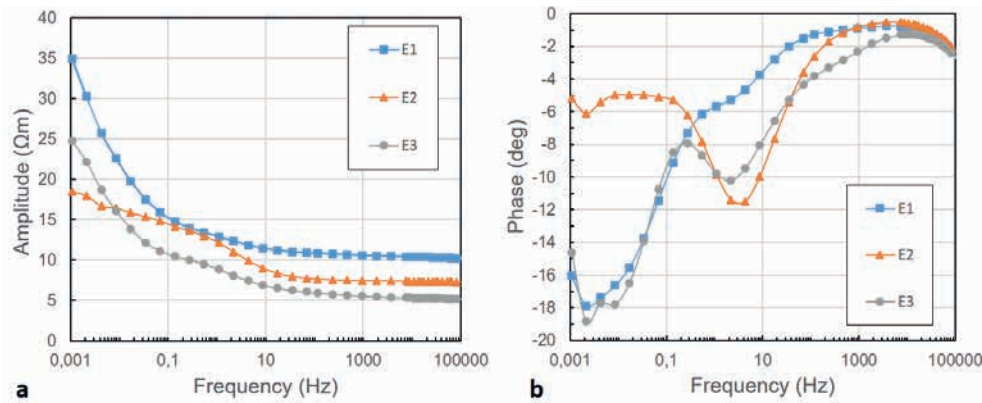 40
35
30
25
20
15
10
5
0
Amplitude (Ωm)
E1
E2
E3
0,001 0,1 10 1000 100000
Frequency (Hz)
a
0
-2
-4
-6
-8
-10
-12
-14
-16
-18
-20
Phase (deg)
E1
E2
E3
0,001 0,1 10 1000 100000
Frequency (Hz)
b